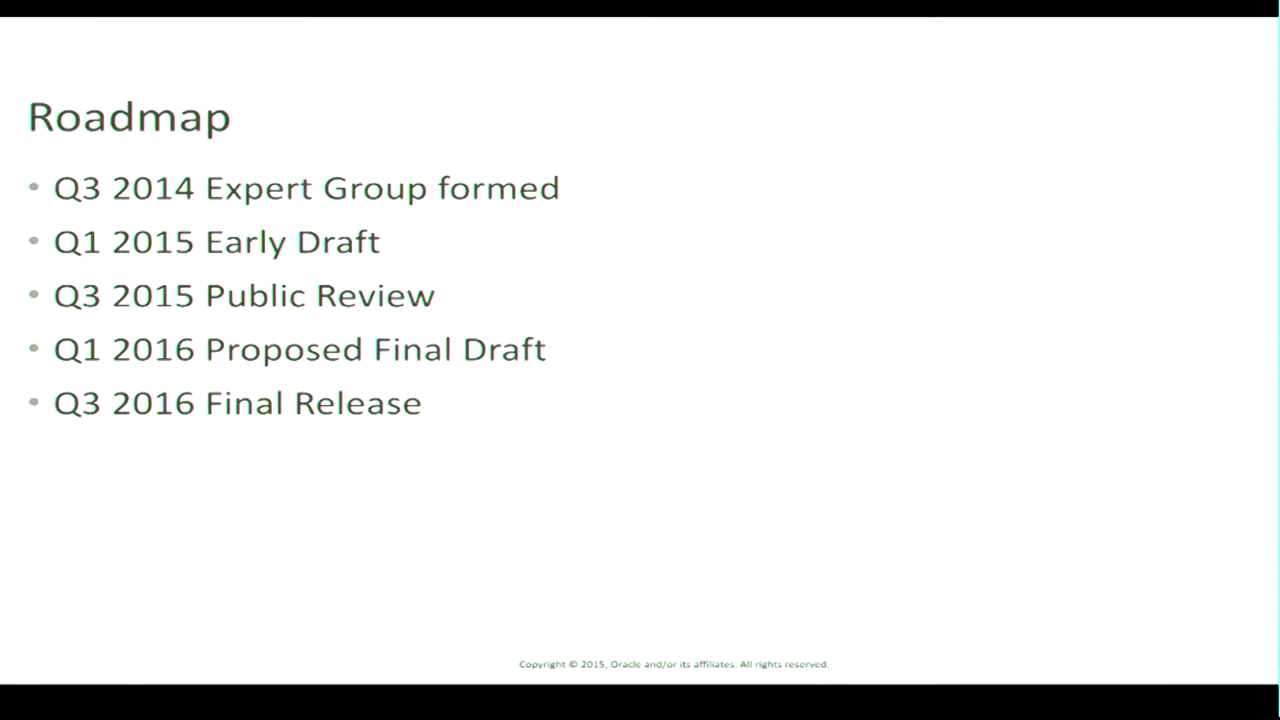 Roadmap
• Q3 2014 Expert Group formed
• Q1 2015 Early Draft
• Q3 2015 Public Review
• Q1 2016 Proposed Final Draft
• Q3 2016 Final Release
Copyright © 2015, Oracle and/or its affiliates. All rights reserved.